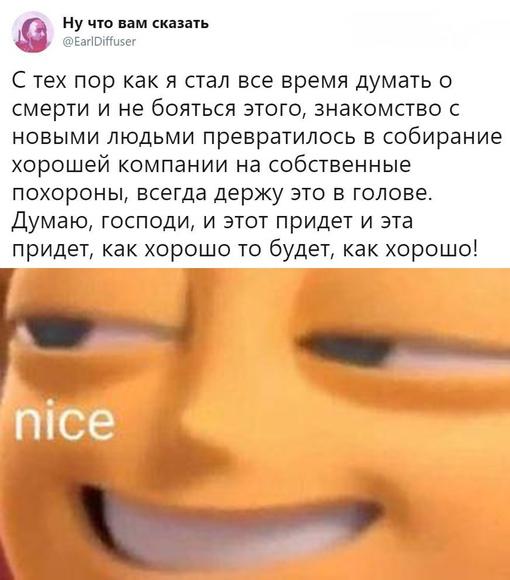 Ну что вам сказать
@EarlDiffuser
С тех пор как я стал все время думать о
смерти и не бояться этого, знакомство с
новыми людьми превратилось в собирание
хорошей компании на собственные
похороны, всегда держу это в голове.
Думаю, господи, и этот придет и эта
придет, как хорошо то будет, как хорошо!
nice